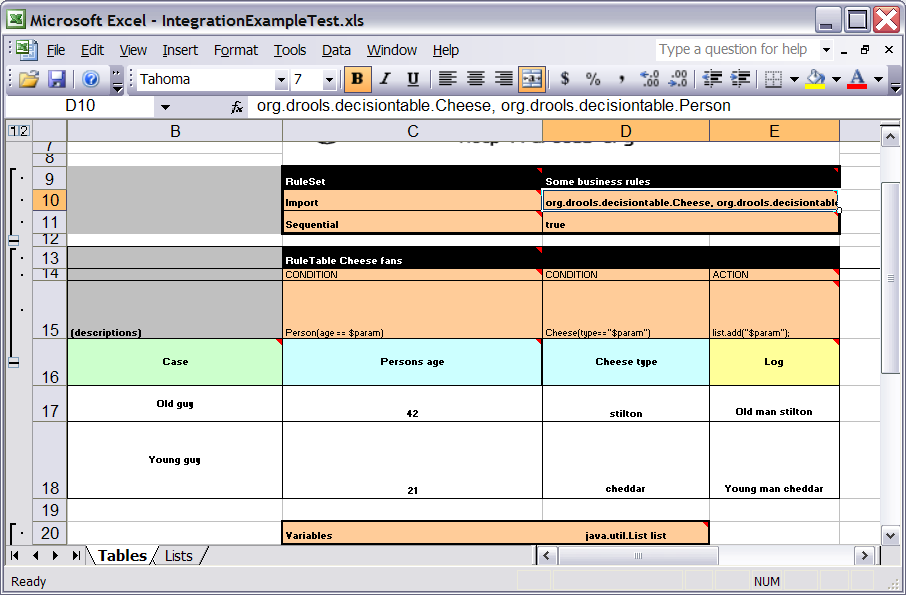 Microsoft Excel - IntegrationExampleTest.xls
File Edit View Insert Format Tools Data Window Help
Type a question for help
Tahoma 7 B I U $ % ,
D10 fx org.drools.decisiontable.Cheese, org.drools.decisiontable.Person
1 2 B C D E
7
8
9 RuleSet Some business rules
10 Import org.drools.decisiontable.Cheese, org.drools.decisiontable
11 Sequential true
12
13 RuleTable Cheese fans
14 CONDITION CONDITION ACTION
15 (descriptions) Person(age == $param) Cheese(type=="$param") list.add("$param");
16 Case Persons age Cheese type Log
17 Old guy 42 stilton Old man stilton
18 Young guy 21 cheddar Young man cheddar
19
20 Variables java.util.List list
Tables Lists
Ready NUM